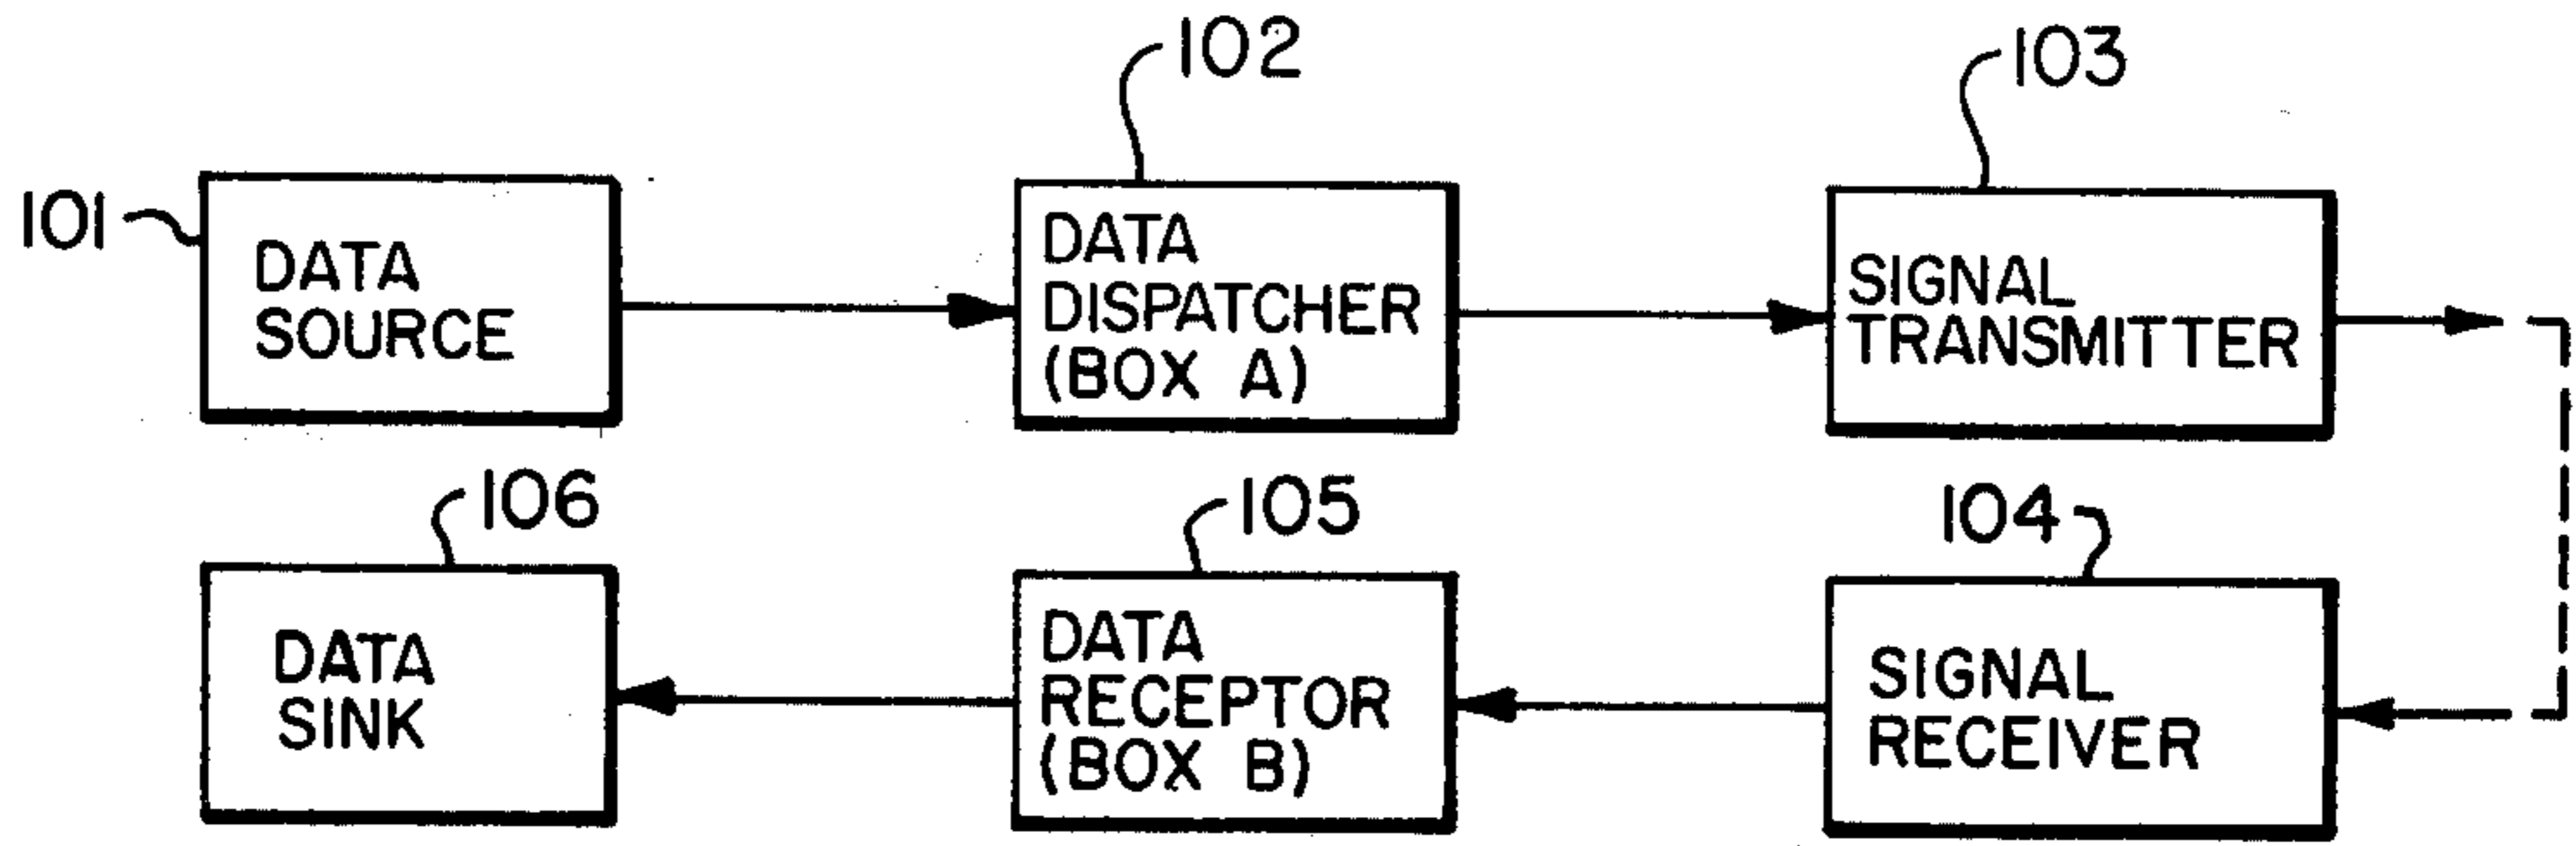 102
103
101
DATA
SOURCE
DATA
DISPATCHER
(BOX A)
SIGNAL
TRANSMITTER
106
105
104
DATA
SINK
DATA
RECEPTOR
(BOX B)
SIGNAL
RECEIVER